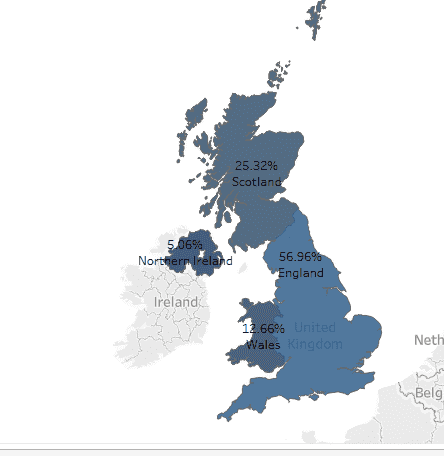 25.32%
Scotland
5.06%
Northern Ireland
56.96%
England
Ireland
12.66%
Wales
United
Kingdom
Neth
Belg